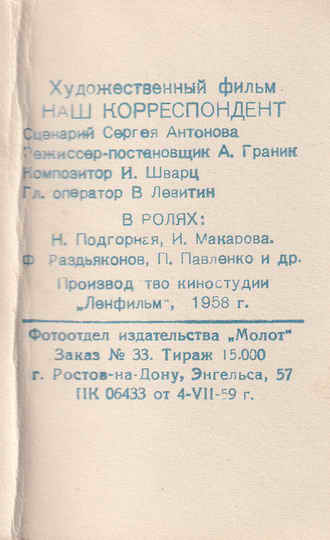 Художественный фильм
НАШ КОРРЕСПОНДЕНТ
Сценарий Сергея Антонова
Режиссер-постановщик А. Граник
Композитор И. Шварц
Гл. оператор В Левитин
В РОЛЯХ:
Н. Подгорная, И. Макарова.
Ф Раздьяконов, П. Павленко и др.
Производ тво киностудии
„Ленфильм", 1958 г.
Фотоотдел издательства „Молот"
Заказ № 33. Тираж 15.000
г. Ростов-на-Дону, Энгельса, 57
ПК 06433 от 4-VII-59 г.